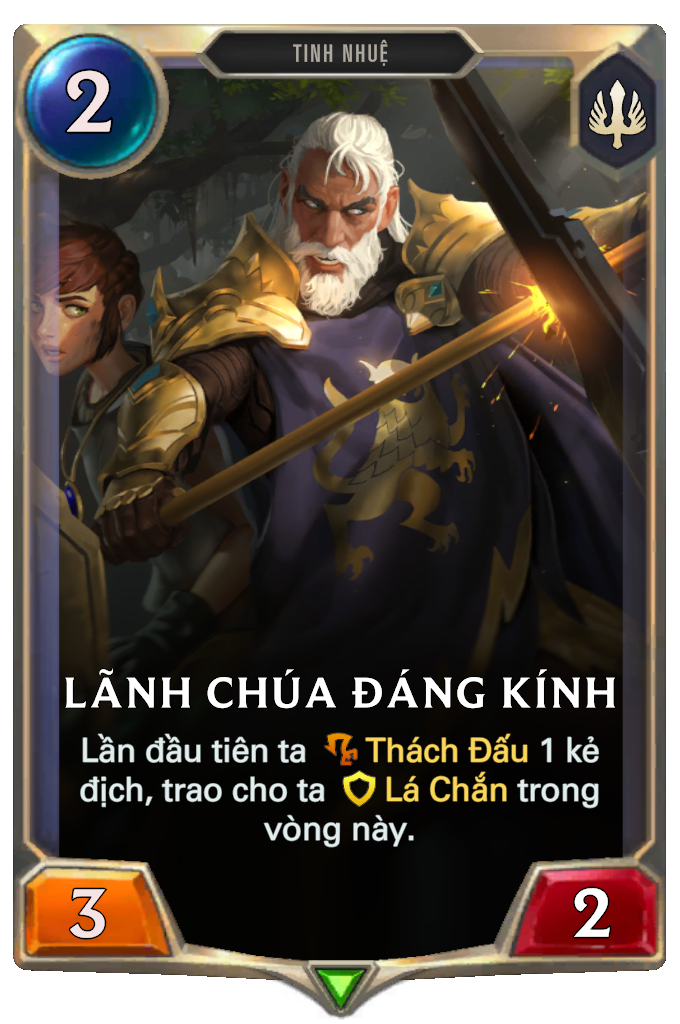 2
TINH NHUỆ
LÃNH CHÚA ĐÁNG KÍNH
Lần đầu tiên ta Thách Đấu 1 kẻ
địch, trao cho ta Lá Chắn trong
vòng này.
3
2